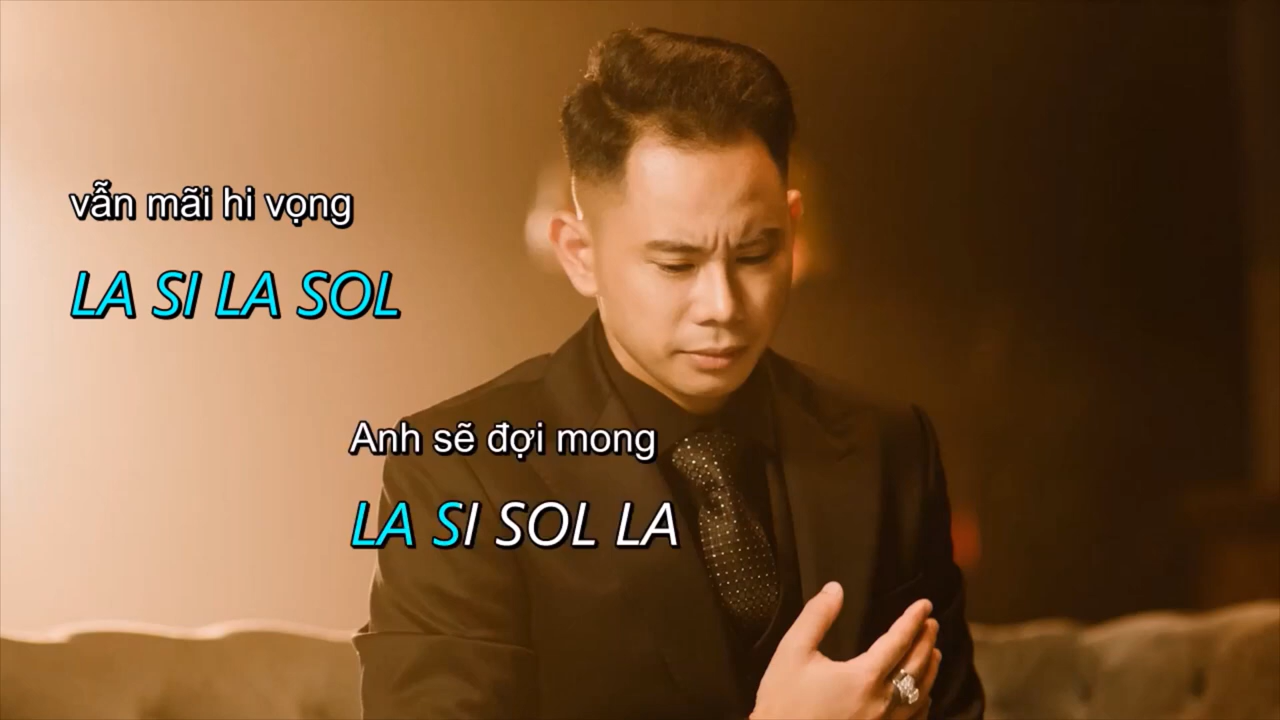 vẫn mãi hi vọng
LA SI LA SOL
Anh sẽ đợi mong
LA SI SOL LA